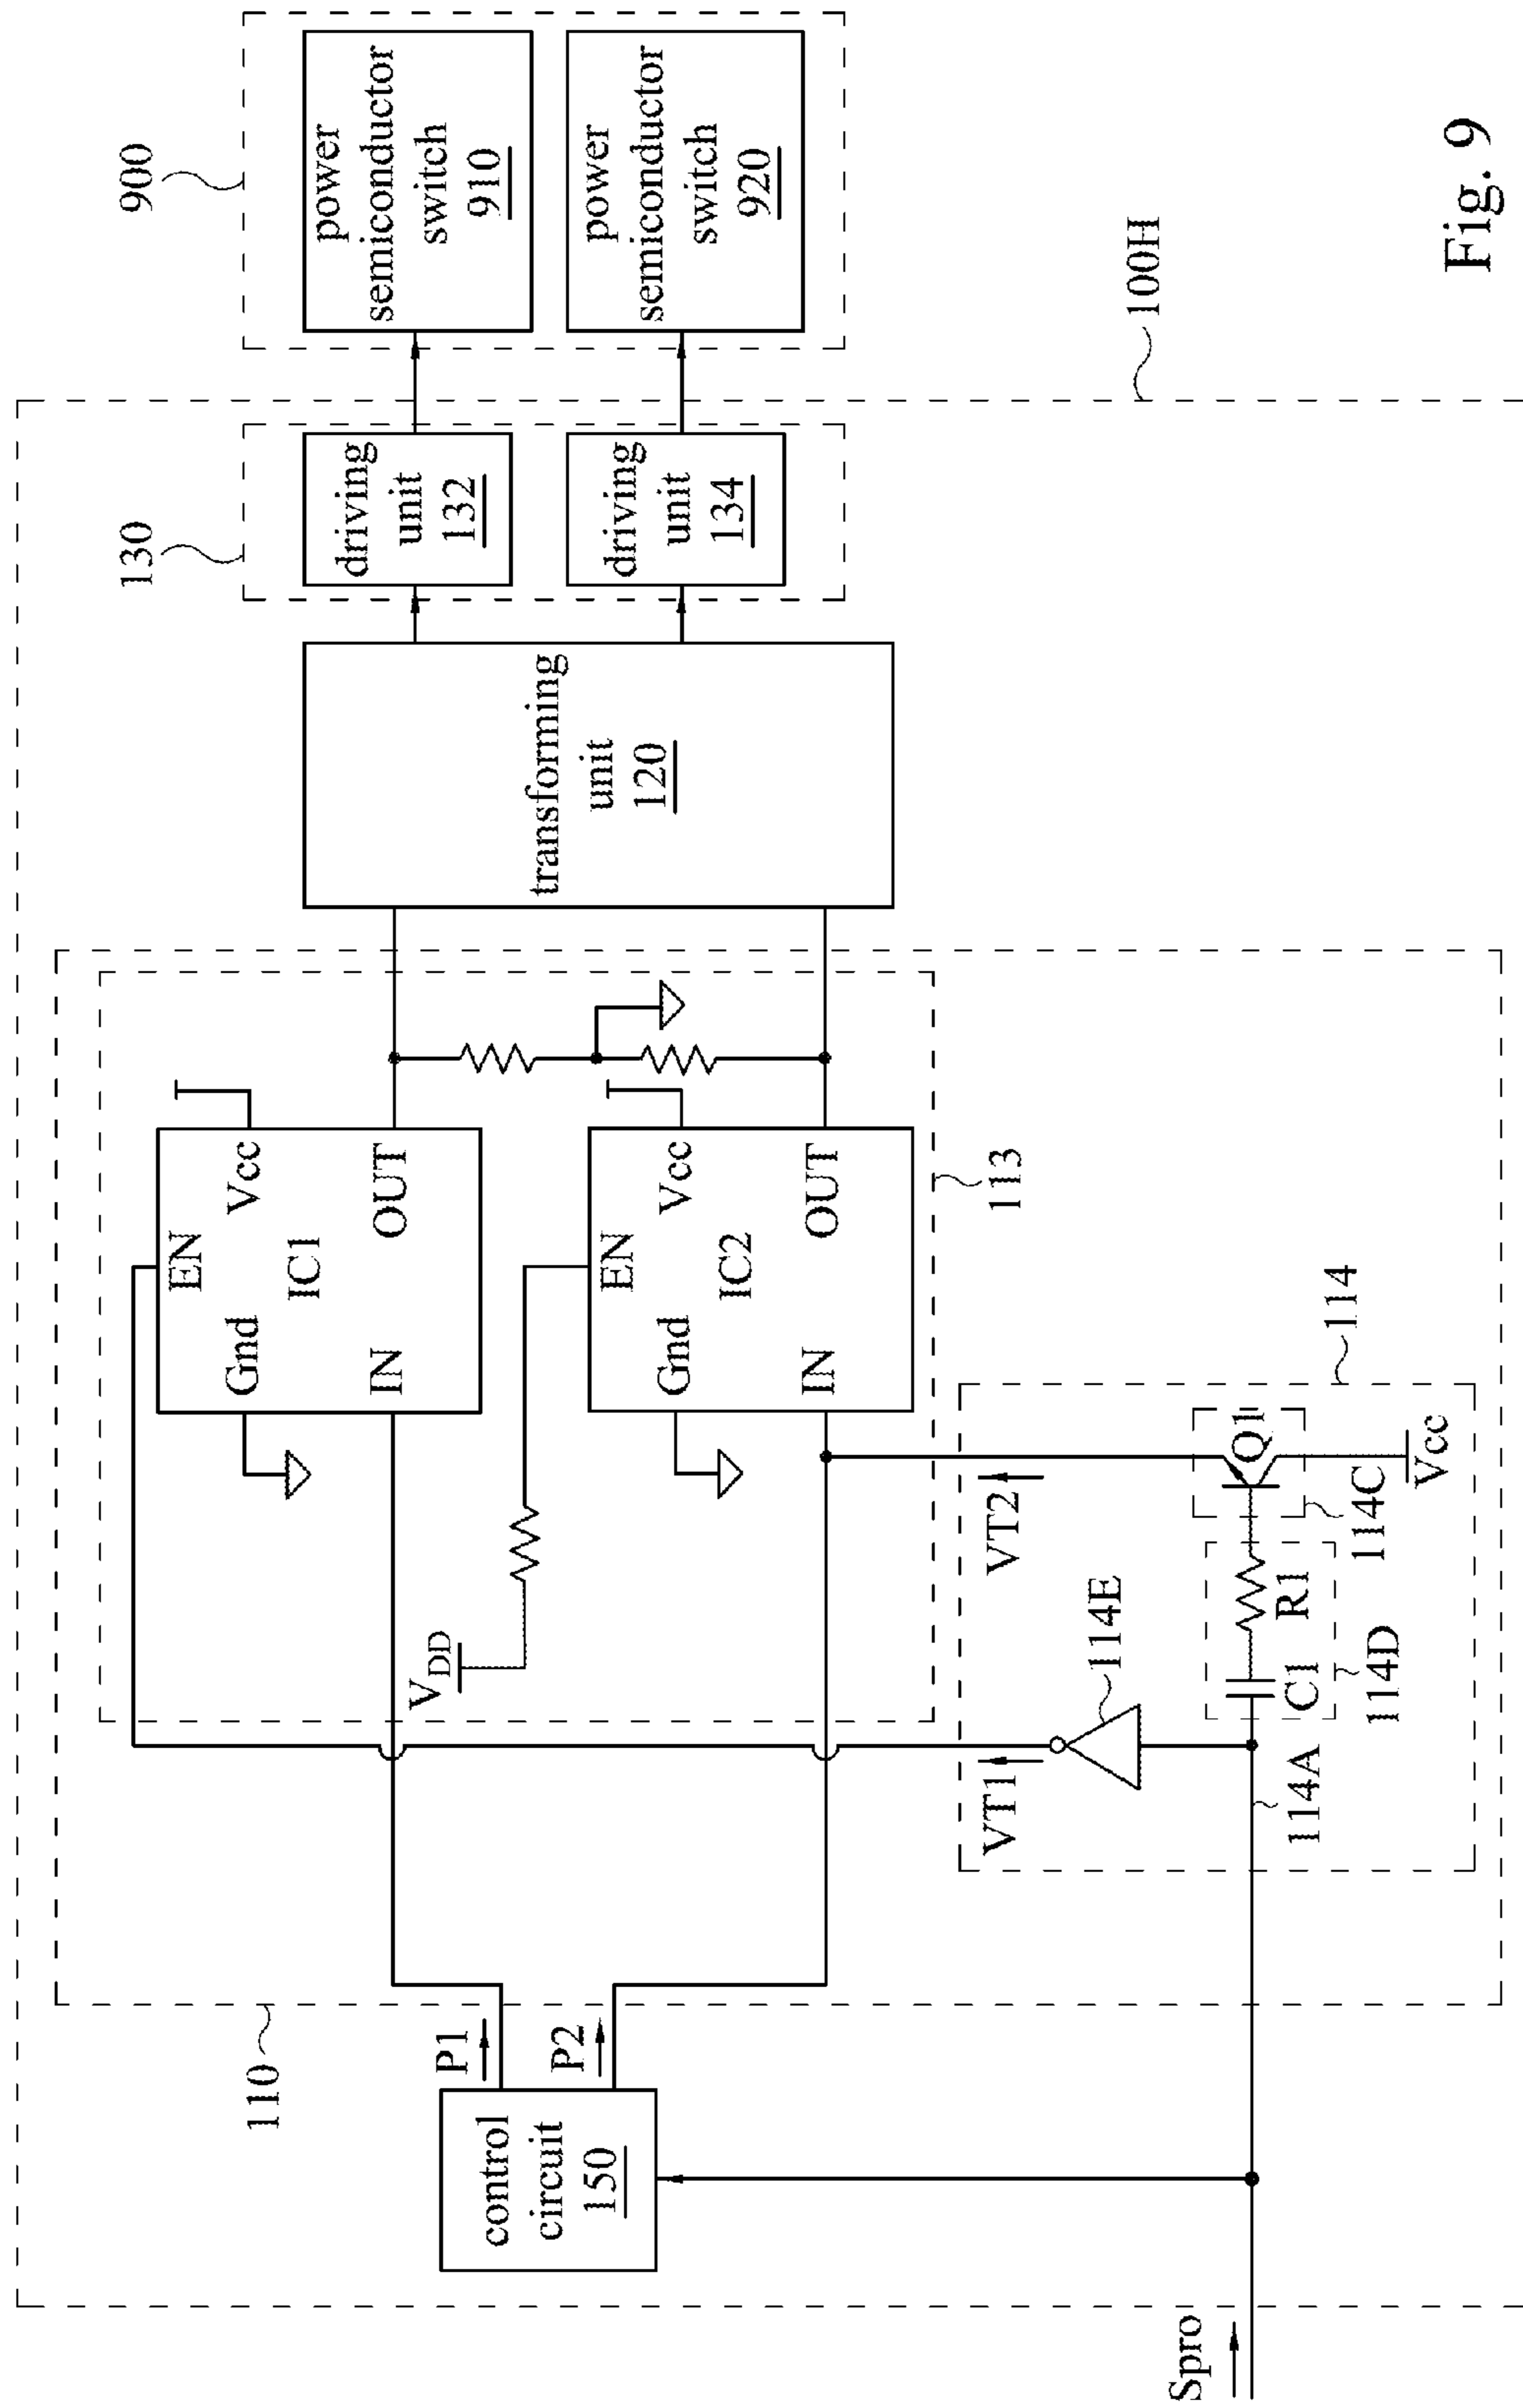 900
power
semiconductor
switch
910
power
semiconductor
switch
920
130
driving
unit
132
driving
unit
134
100H
transforming
unit
120
EN
Vcc
Gnd
IC1
IN
OUT
EN
Vcc
Gnd
IC2
IN
OUT
VDD
113
110
P1
P2
control
circuit
150
VT1
VT2
114
114E
114A
C1
R1
114D
Q1
114C
Vcc
Spro
Fig. 9